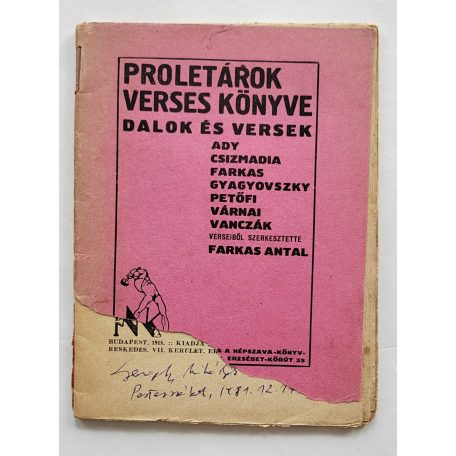 PROLETÁROK
VERSES KÖNYVE
DALOK ÉS VERSEK
ADY
CSIZMADIA
FARKAS
GYAGYOVSZKY
PETŐFI
VÁRNAI
VANCZÁK
VERSEIBŐL SZERKESZTETTE
FARKAS ANTAL
BUDAPEST, 1918. :: KIADJA A NÉPSZAVA-KÖNYV-
RESKEDÉS, VII. KERÜLET, ERZSÉBET-KÖRÚT 35
1981.12.14